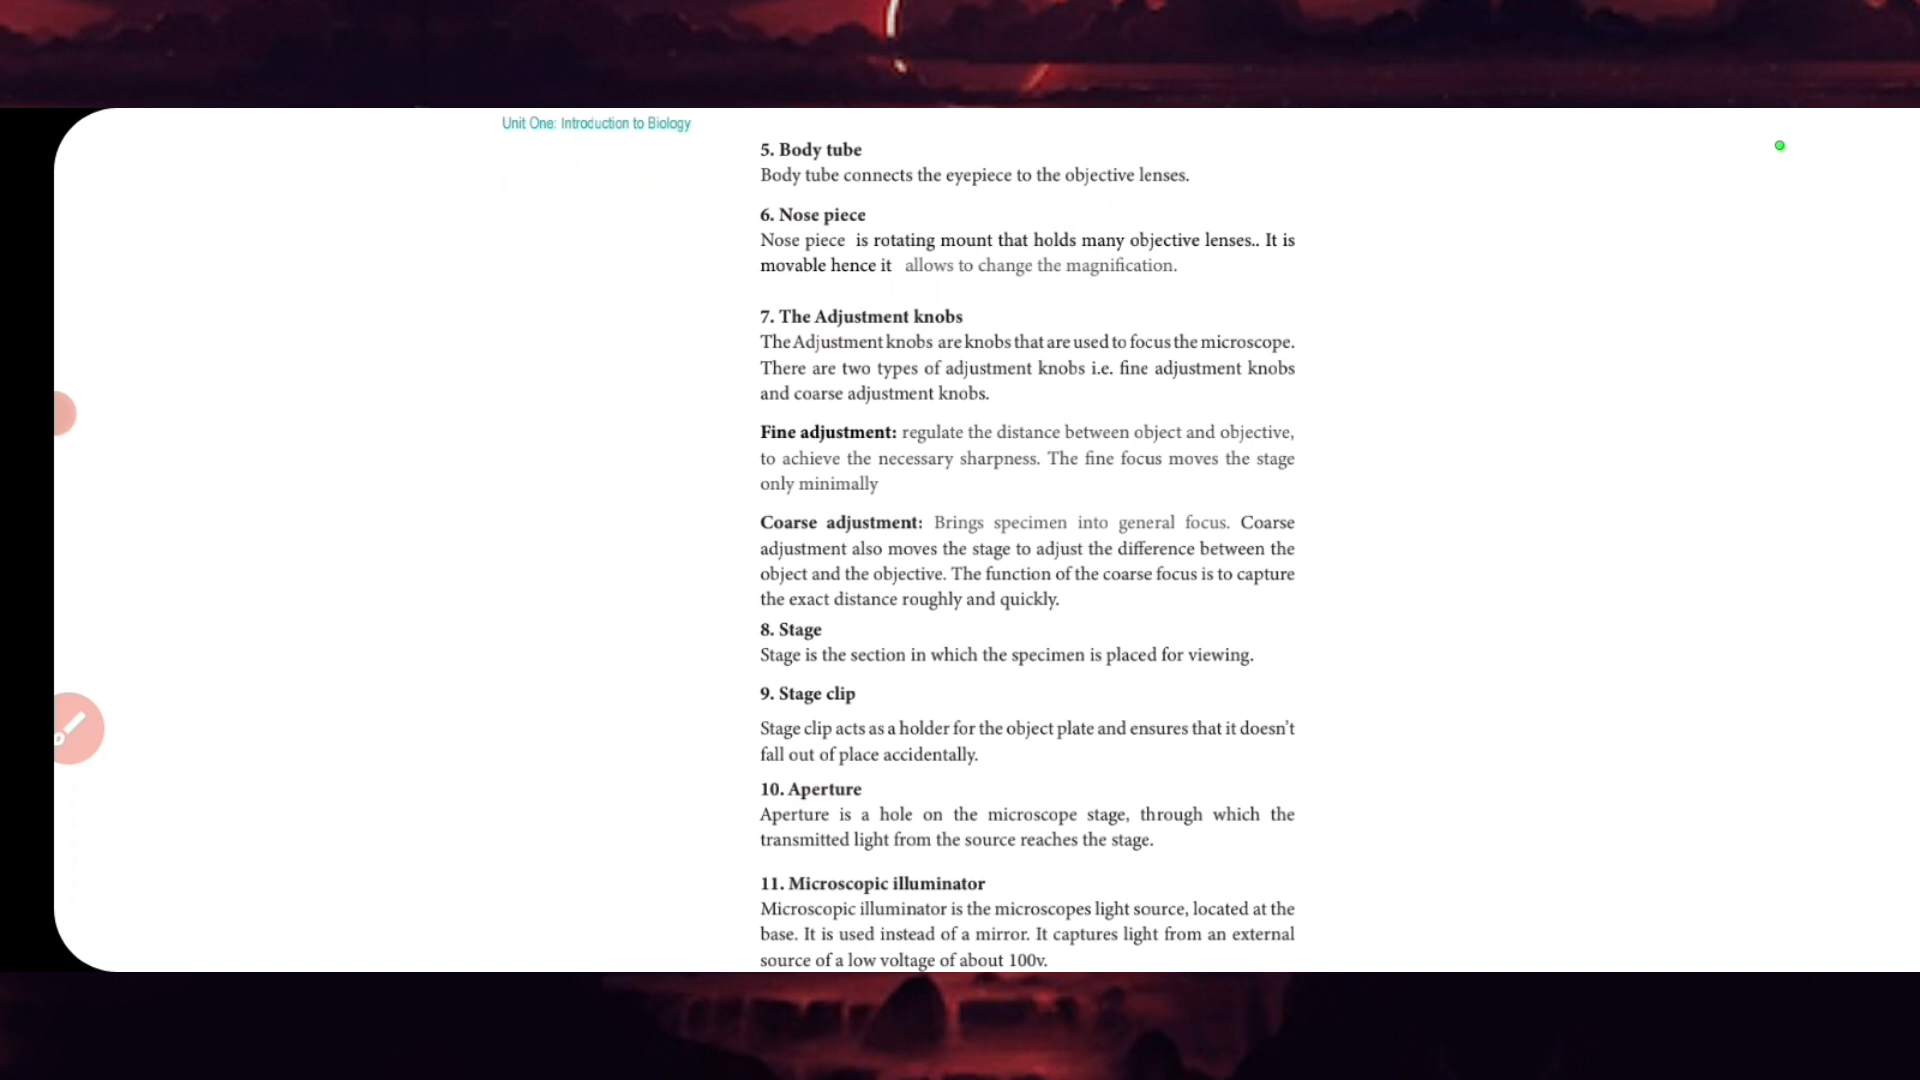 Unit One: Introduction to Biology
5. Body tube
Body tube connects the eyepiece to the objective lenses.
6. Nose piece
Nose piece is rotating mount that holds many objective lenses.. It is
movable hence it allows to change the magnification.
7. The Adjustment knobs
The Adjustment knobs are knobs that are used to focus the microscope.
There are two types of adjustment knobs i.e. fine adjustment knobs
and coarse adjustment knobs.
Fine adjustment: regulate the distance between object and objective,
to achieve the necessary sharpness. The fine focus moves the stage
only minimally
Coarse adjustment: Brings specimen into general focus. Coarse
adjustment also moves the stage to adjust the difference between the
object and the objective. The function of the coarse focus is to capture
the exact distance roughly and quickly.
8. Stage
Stage is the section in which the specimen is placed for viewing.
9. Stage clip
Stage clip acts as a holder for the object plate and ensures that it doesn't
fall out of place accidentally.
10. Aperture
Aperture is a hole on the microscope stage, through which the
transmitted light from the source reaches the stage.
11. Microscopic illuminator
Microscopic illuminator is the microscopes light source, located at the
base. It is used instead of a mirror. It captures light from an external
source of a low voltage of about 100v.